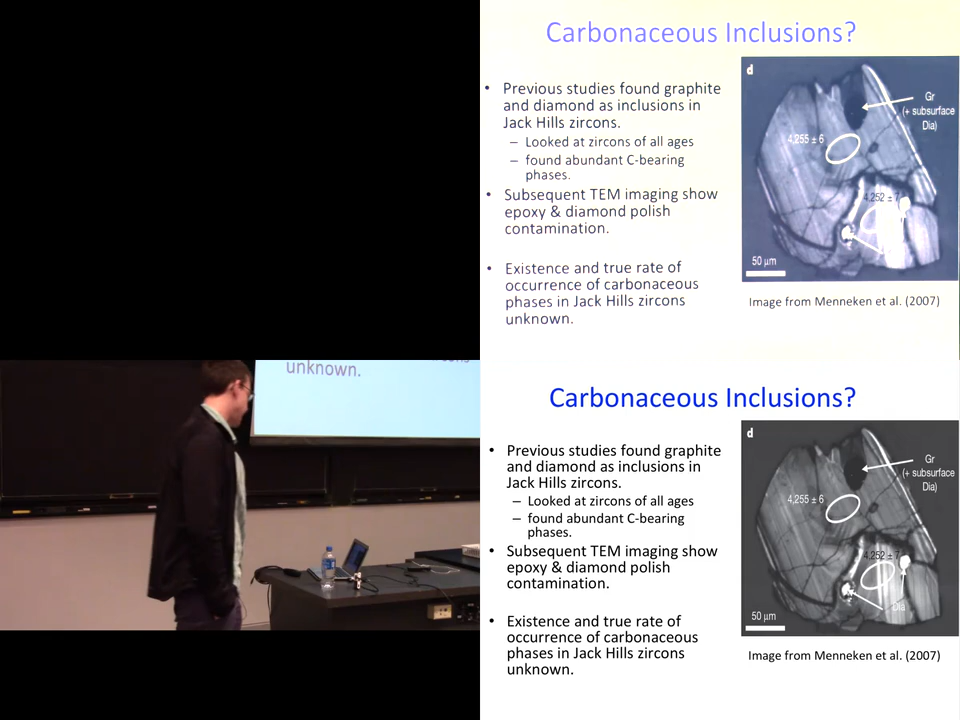 Carbonaceous Inclusions?
• Previous studies found graphite
and diamond as inclusions in
Jack Hills zircons.
– Looked at zircons of all ages
– found abundant C-bearing
phases.
• Subsequent TEM imaging show
epoxy & diamond polish
contamination.
• Existence and true rate of
occurrence of carbonaceous
phases in Jack Hills zircons
unknown.
d
Gr
(+ subsurface
Dia)
4,255 ± 6
4,252 ± 7
50 µm
Image from Menneken et al. (2007)
unknown.
Carbonaceous Inclusions?
• Previous studies found graphite
and diamond as inclusions in
Jack Hills zircons.
– Looked at zircons of all ages
– found abundant C-bearing
phases.
• Subsequent TEM imaging show
epoxy & diamond polish
contamination.
• Existence and true rate of
occurrence of carbonaceous
phases in Jack Hills zircons
unknown.
d
Gr
(+ subsurface
Dia)
4,255 ± 6
4,252 ± 7
Dia
50 µm
Image from Menneken et al. (2007)